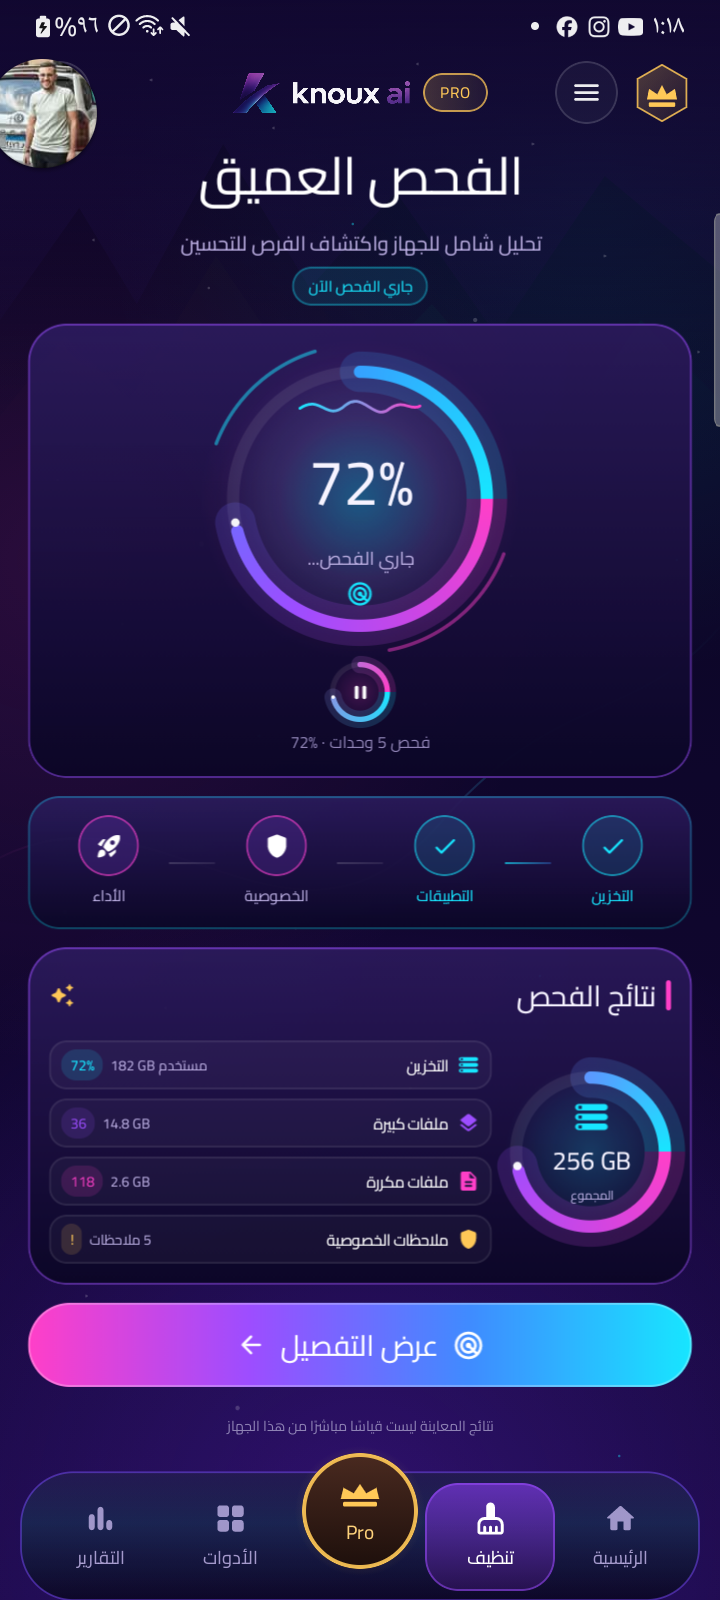 ١:١٨
%٩٦
knoux ai PRO
الفحص العميق
تحليل شامل للجهاز واكتشاف الفرص للتحسين
جاري الفحص الآن
72%
جاري الفحص...
فحص 5 وحدات · 72%
التخزين
التطبيقات
الخصوصية
الأداء
نتائج الفحص
256 GB
المجموع
التخزين 182 GB مستخدم 72%
ملفات كبيرة 14.8 GB 36
ملفات مكررة 2.6 GB 118
ملاحظات الخصوصية 5 ملاحظات !
عرض التفصيل
نتائج المعاينة ليست قياسًا مباشرًا من هذا الجهاز
الرئيسية
تنظيف
Pro
الأدوات
التقارير